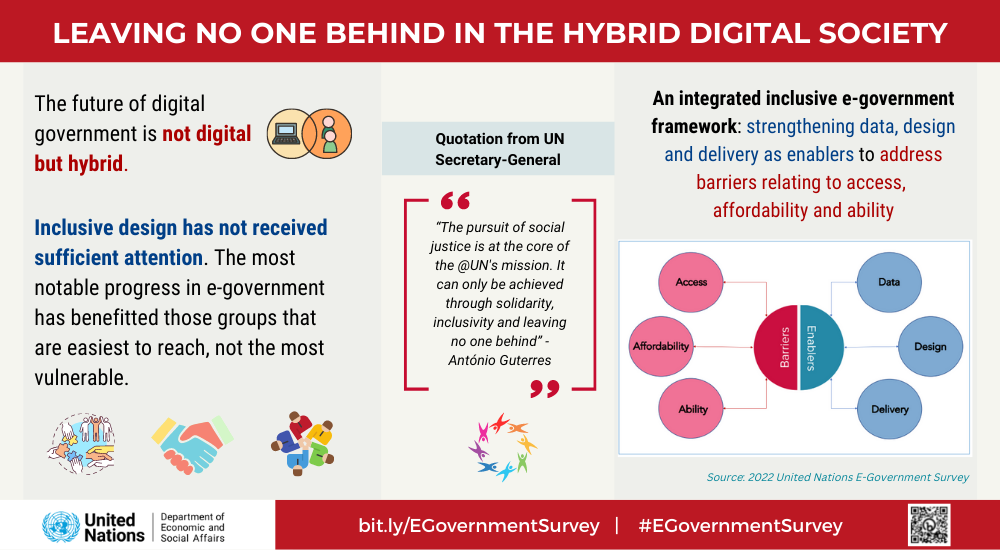 LEAVING NO ONE BEHIND IN THE HYBRID DIGITAL SOCIETY
The future of digital
government is not digital
but hybrid.
Inclusive design has not received
sufficient attention. The most
notable progress in e-government
has benefitted those groups that
are easiest to reach, not the most
vulnerable.
Quotation from UN
Secretary-General
“The pursuit of social
justice is at the core of
the @UN's mission. It
can only be achieved
through solidarity,
inclusivity and leaving
no one behind” -
António Guterres
An integrated inclusive e-government
framework: strengthening data, design
and delivery as enablers to address
barriers relating to access,
affordability and ability
Access
Affordability
Ability
Barriers
Enablers
Data
Design
Delivery
Source: 2022 United Nations E-Government Survey
United
Nations
Department of
Economic and
Social Affairs
bit.ly/EGovernmentSurvey | #EGovernmentSurvey